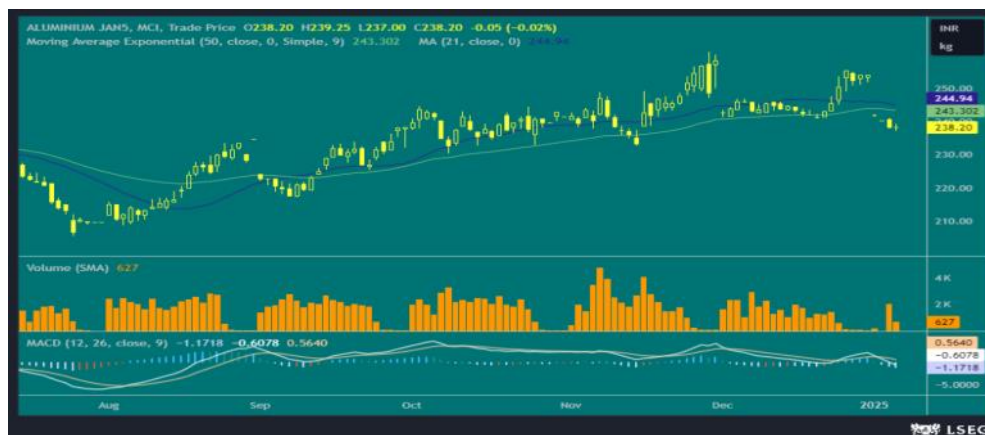 ALUMINIUM JAN5, MCI, Trade Price O238.20 H239.25 L237.00 C238.20 -0.05 (-0.02%)
Moving Average Exponential (50, close, 0, Simple, 9) 243.302 MA (21, close, 0) 244.94
INR
kg
250.00
244.94
243.302
238.20
230.00
220.00
210.00
Volume (SMA) 627
4K
2K
627
MACD (12, 26, close, 9) -1.1718 -0.6078 0.5640
0.5640
-0.6078
-1.1718
-5.0000
Aug Sep Oct Nov Dec 2025
LSEG